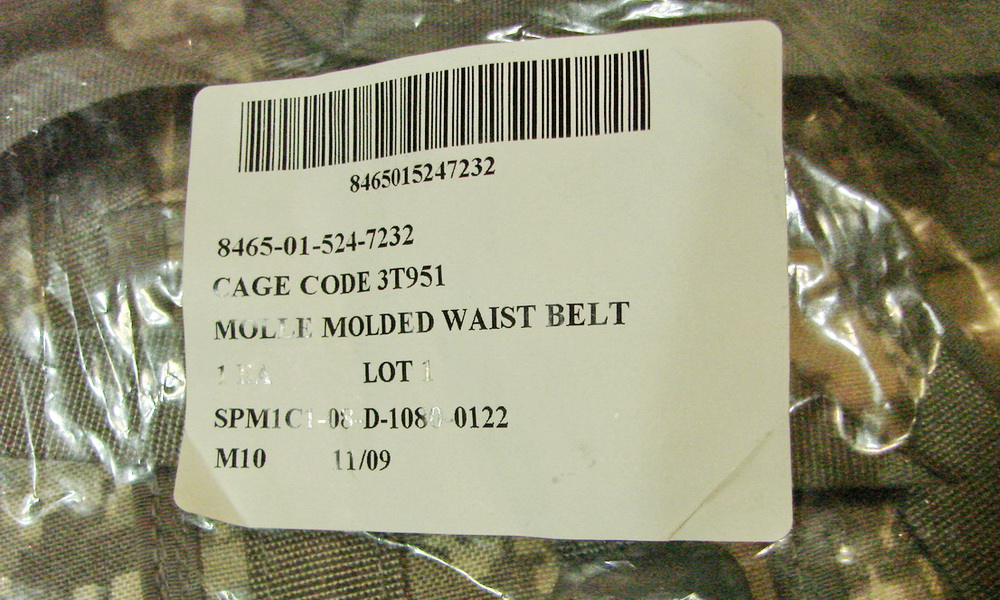 8465015247232
8465-01-524-7232
CAGE CODE 3T951
MOLLE MOLDED WAIST BELT
1 EA LOT 1
SPM1C1-08-D-1080-0122
M10 11/09